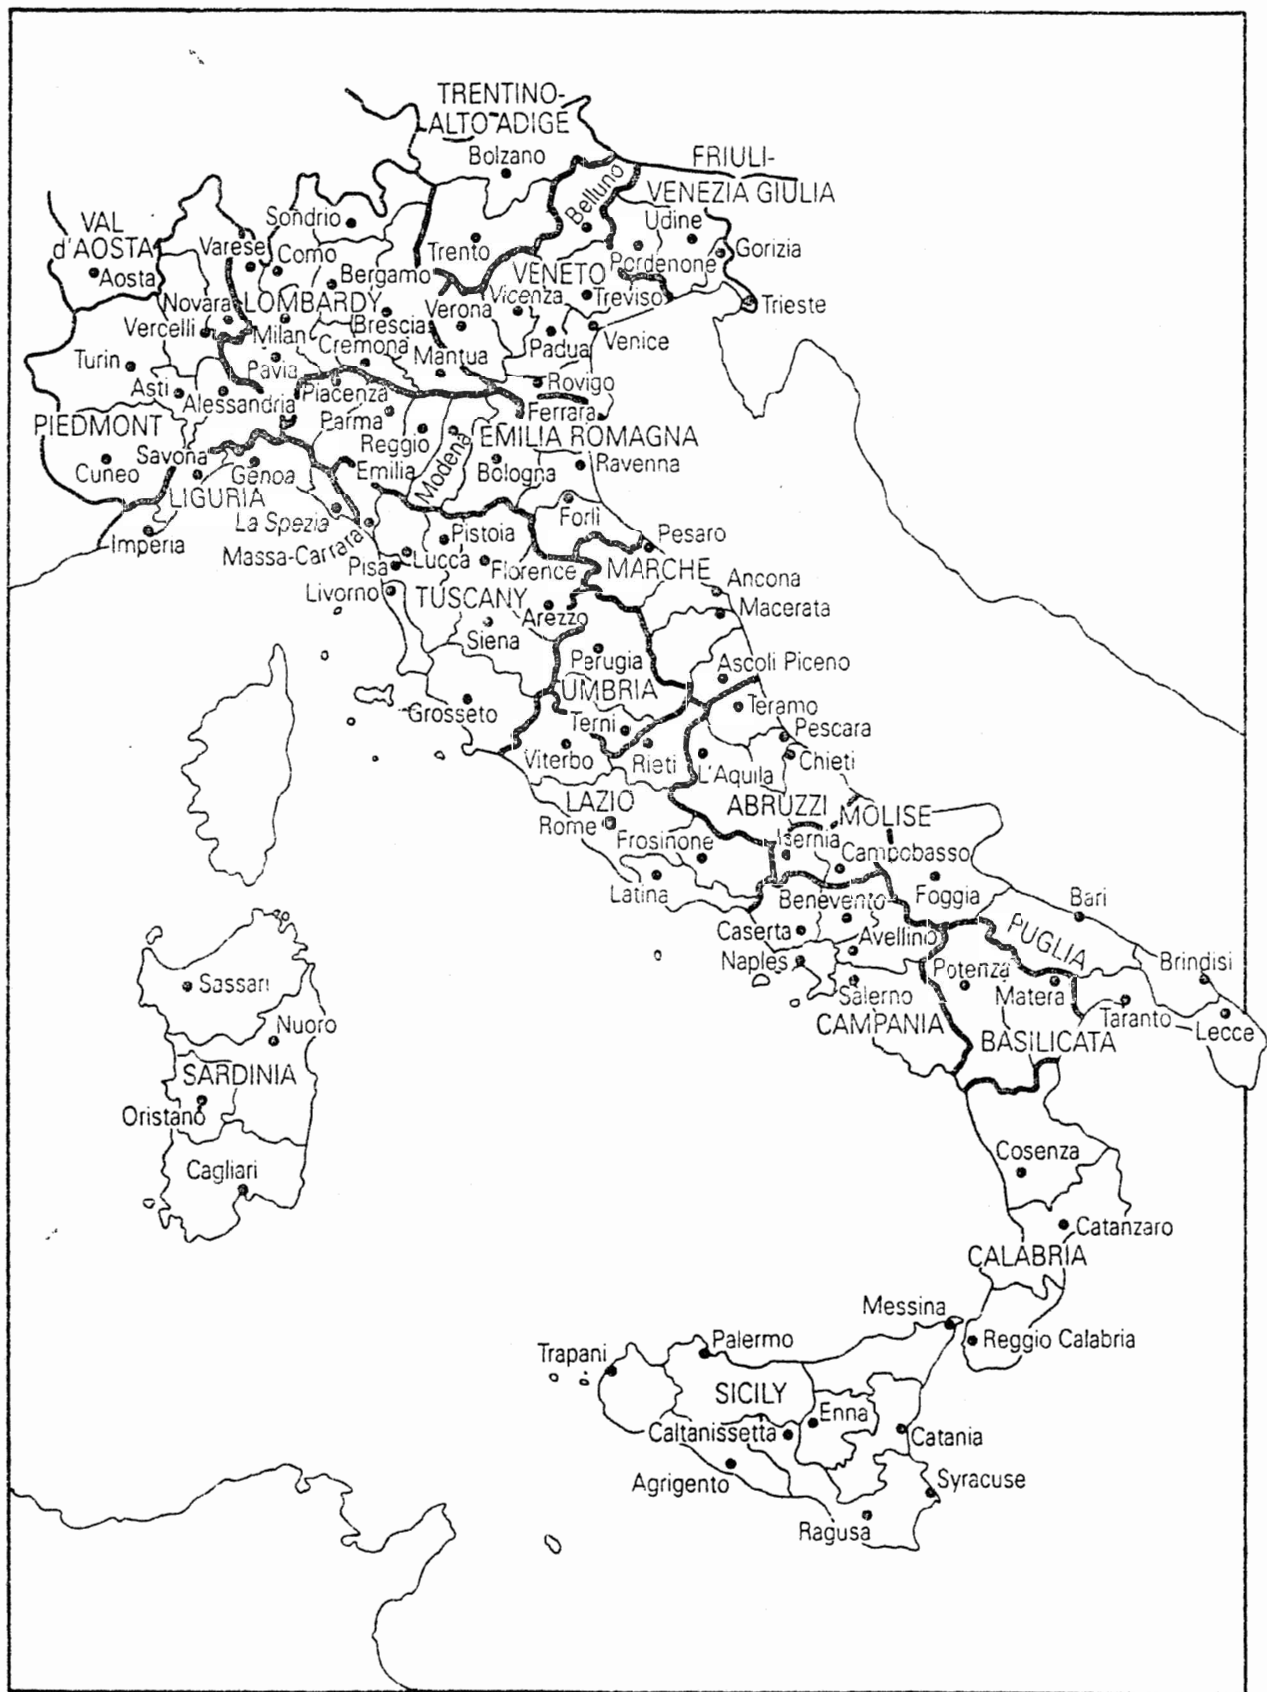 TRENTINO-
ALTO ADIGE
Bolzano
FRIULI-
VENEZIA GIULIA
Belluno
Udine
Sondrio
VAL
d'AOSTA
Varese
Como
Trento
Gorizia
Pordenone
Aosta
Bergamo
VENETO
Vicenza
Treviso
Trieste
Novara
LOMBARDY
Verona
Vercelli
Brescia
Milan
Venice
Padua
Cremona
Mantua
Turin
Pavia
Asti
Piacenza
Rovigo
Alessandria
Ferrara
PIEDMONT
Parma
Reggio
Emilia
Modena
EMILIA ROMAGNA
Savona
Cuneo
Genoa
Bologna
Ravenna
LIGURIA
La Spezia
Forlì
Imperia
Massa-Carrara
Pistoia
Pesaro
Pisa
Lucca
Florence
MARCHE
Ancona
Livorno
TUSCANY
Arezzo
Macerata
Siena
Perugia
Ascoli Piceno
UMBRIA
Grosseto
Terni
Teramo
Pescara
Viterbo
Rieti
L'Aquila
Chieti
LAZIO
ABRUZZI
MOLISE
Rome
Frosinone
Isernia
Campobasso
Latina
Foggia
Benevento
Bari
Caserta
Avellino
PUGLIA
Naples
Potenza
Brindisi
Sassari
Salerno
Matera
Taranto
CAMPANIA
Lecce
Nuoro
BASILICATA
SARDINIA
Oristano
Cosenza
Cagliari
Catanzaro
CALABRIA
Messina
Reggio Calabria
Trapani
Palermo
SICILY
Enna
Caltanissetta
Catania
Agrigento
Syracuse
Ragusa